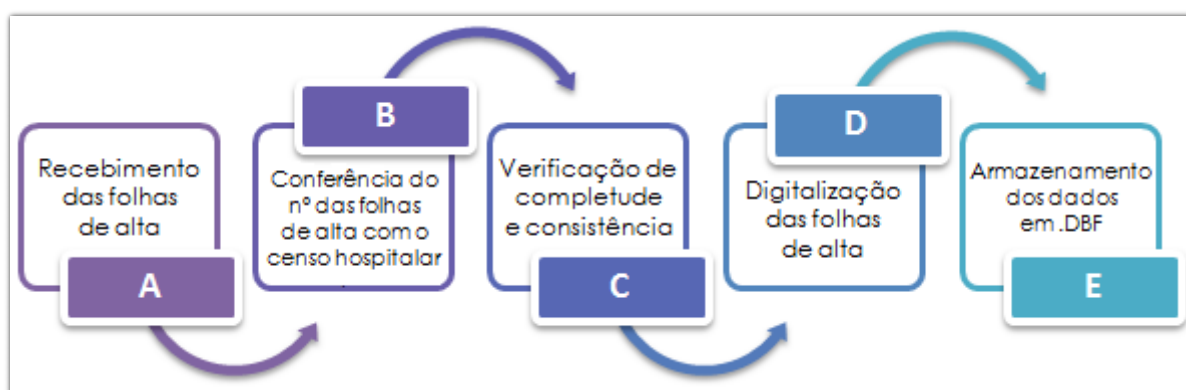 Recebimento
das folhas
de alta
A
B
Conferência do
nº das folhas
de alta com o
censo hospitalar
Verificação de
completude
e consistência
C
D
Digitalização
das folhas
de alta
Armazenamento
dos dados
em .DBF
E